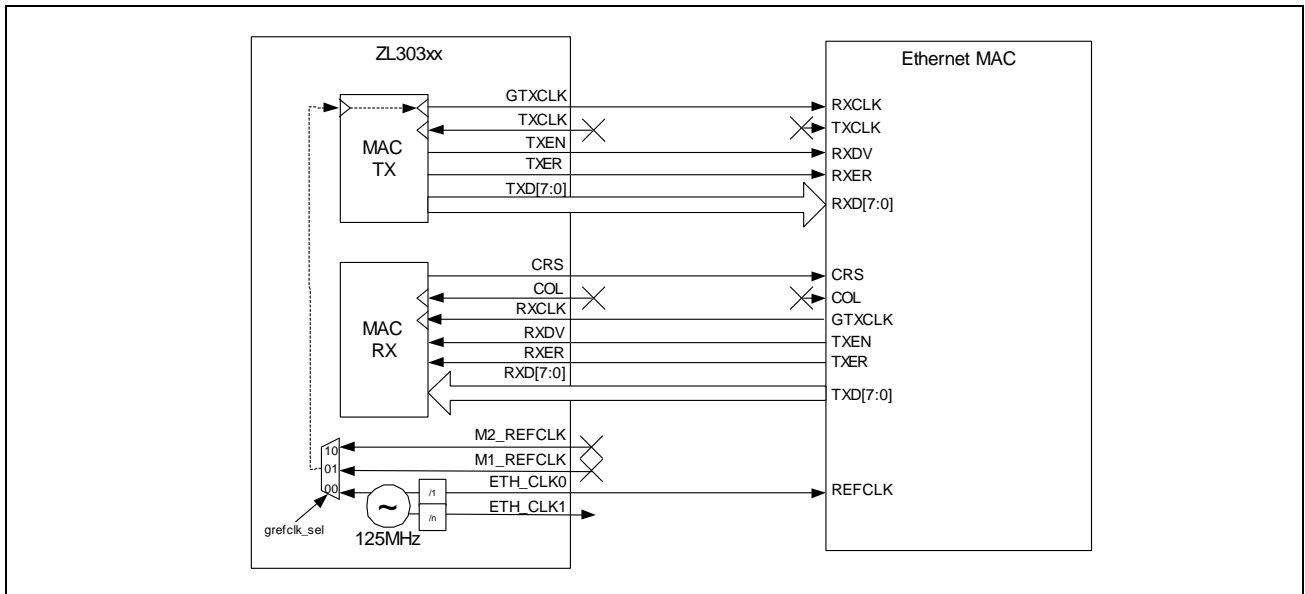 ZL303xx
Ethernet MAC
GTXCLK
RXCLK
TXCLK
TXCLK
MAC
TX
TXEN
RXDV
TXER
RXER
TXD[7:0]
RXD[7:0]
CRS
CRS
COL
COL
MAC
RX
RXCLK
GTXCLK
RXDV
TXEN
RXER
TXER
RXD[7:0]
TXD[7:0]
M2_REFCLK
10
M1_REFCLK
01
ETH_CLK0
REFCLK
00
/1
~
ETH_CLK1
/n
grefclk_sel
125MHz